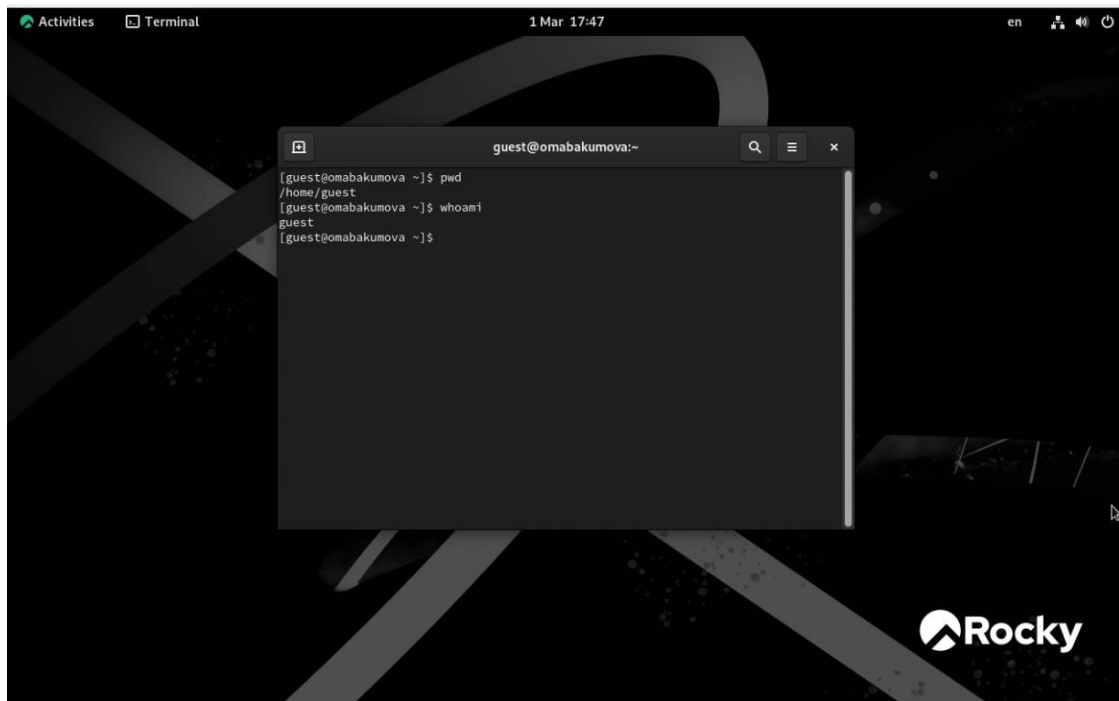 Activities Terminal 1 Mar 17:47 en
guest@omabakumova:~
[guest@omabakumova ~]$ pwd
/home/guest
[guest@omabakumova ~]$ whoami
guest
[guest@omabakumova ~]$
Rocky